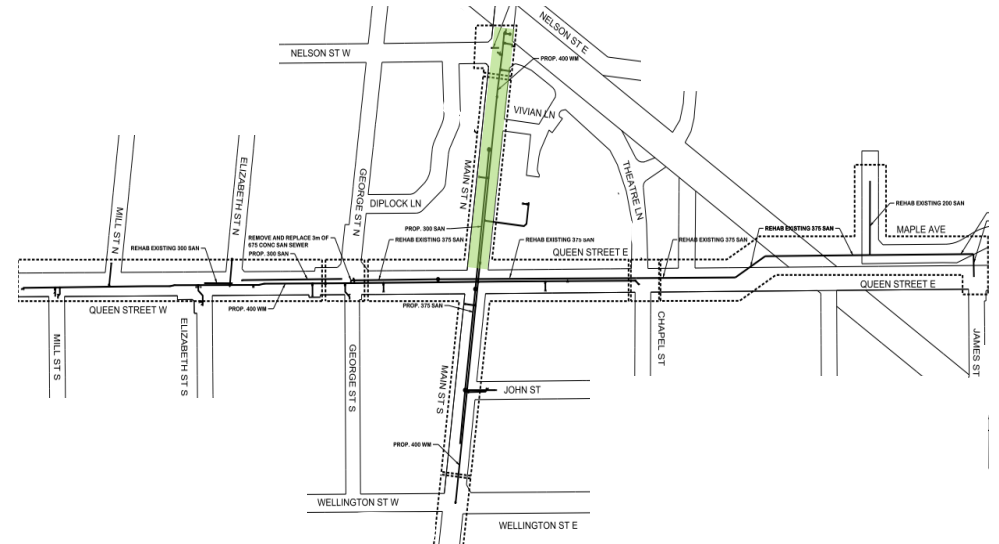 NELSON ST E
NELSON ST W
PROP. 400 WM
VIVIAN LN
MILL ST N
ELIZABETH ST N
GEORGE ST N
DIPLOCK LN
MAIN ST N
THEATRE LN
PROP. 300 SAN
REHAB EXISTING 200 SAN
MAPLE AVE
REHAB EXISTING 300 SAN
REMOVE AND REPLACE 3m OF
675 CONC SAN SEWER
PROP. 300 SAN
REHAB EXISTING 375 SAN
REHAB EXISTING 375 SAN
QUEEN STREET E
REHAB EXISTING 375 SAN
REHAB EXISTING 375 SAN
QUEEN STREET E
QUEEN STREET W
PROP. 400 WM
PROP. 375 SAN
MILL ST S
ELIZABETH ST S
GEORGE ST S
MAIN ST S
CHAPEL ST
JAMES ST
JOHN ST
PROP. 400 WM
WELLINGTON ST W
WELLINGTON ST E